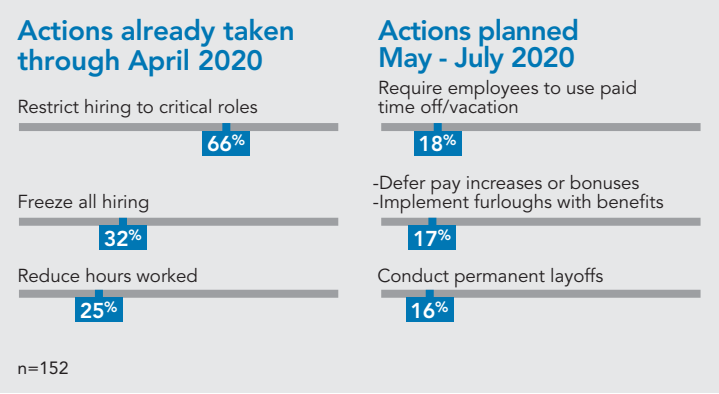 Actions already taken
through April 2020
Restrict hiring to critical roles
66%
Freeze all hiring
32%
Reduce hours worked
25%
n=152
Actions planned
May - July 2020
Require employees to use paid
time off/vacation
18%
-Defer pay increases or bonuses
-Implement furloughs with benefits
17%
Conduct permanent layoffs
16%